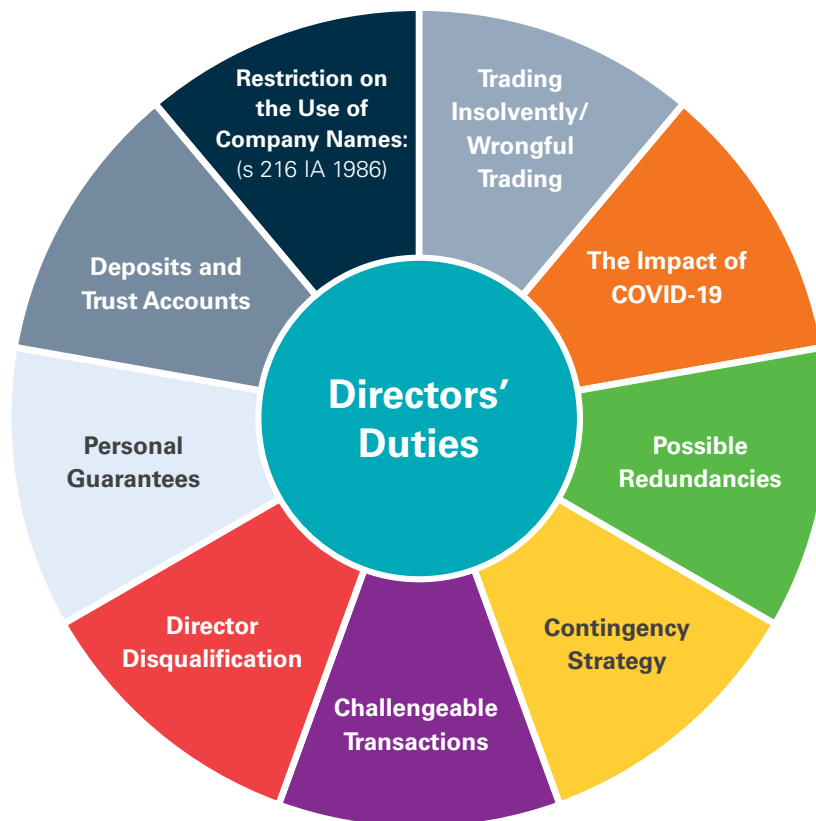 Directors’
Duties
Trading
Insolvently/
Wrongful
Trading
The Impact of
COVID-19
Possible
Redundancies
Contingency
Strategy
Challengeable
Transactions
Director
Disqualification
Personal
Guarantees
Deposits and
Trust Accounts
Restriction on
the Use of
Company Names:
(s 216 IA 1986)